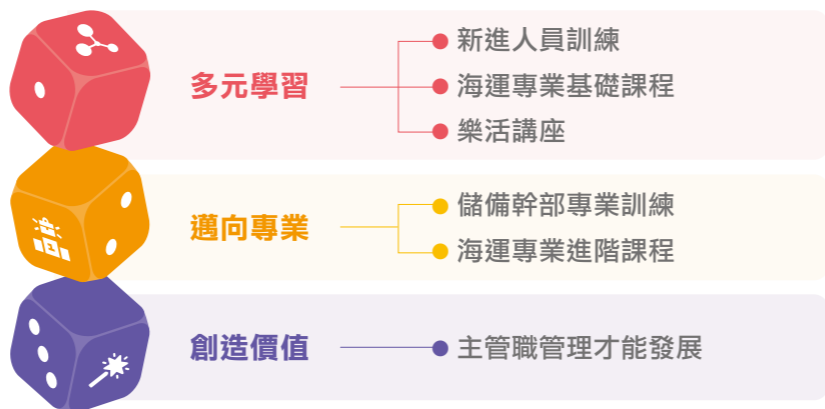 多元學習
新進人員訓練
海運專業基礎課程
樂活講座
邁向專業
儲備幹部專業訓練
海運專業進階課程
1
創造價值
主管職管理才能發展